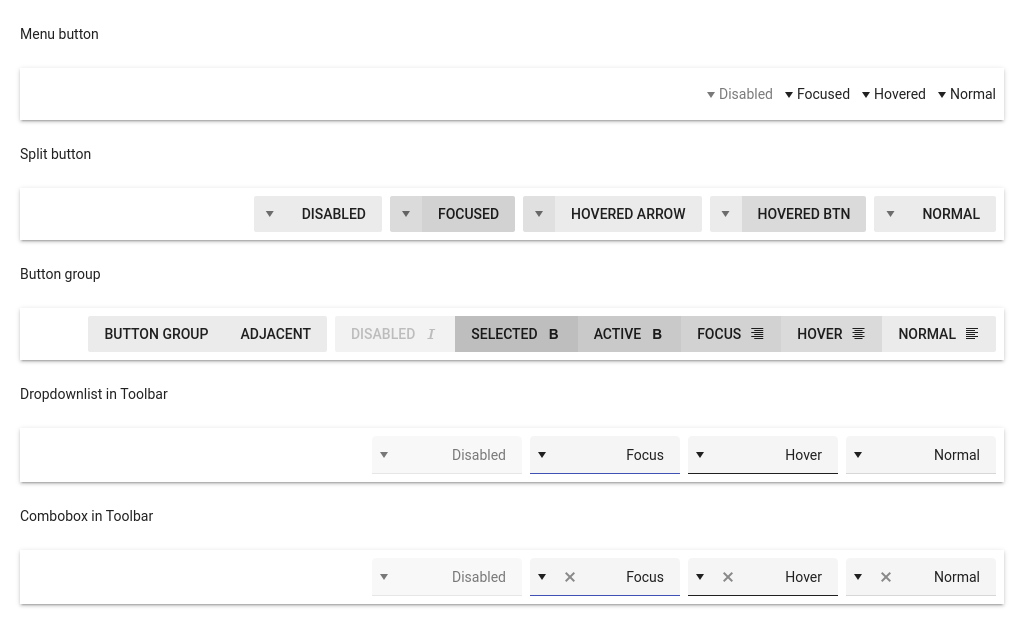 Menu button
Disabled Focused Hovered Normal
Split button
DISABLED FOCUSED HOVERED ARROW HOVERED BTN NORMAL
Button group
BUTTON GROUP ADJACENT DISABLED I SELECTED B ACTIVE B FOCUS HOVER NORMAL
Dropdownlist in Toolbar
Disabled Focus Hover Normal
Combobox in Toolbar
Disabled Focus Hover Normal